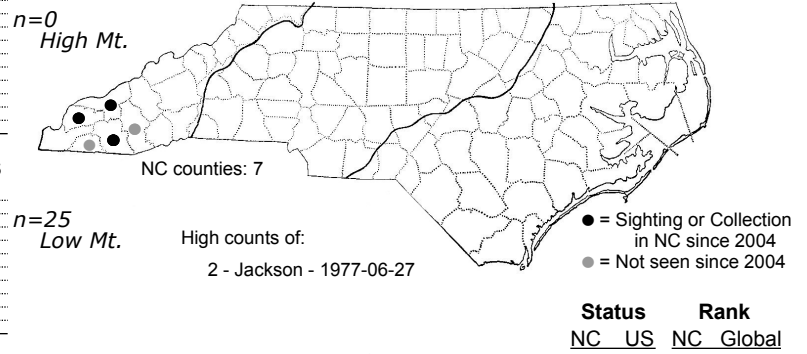 n=0
High Mt.
NC counties: 7
n=25
Low Mt.
High counts of:
2 - Jackson - 1977-06-27
● = Sighting or Collection
in NC since 2004
● = Not seen since 2004
Status Rank
NC US NC Global